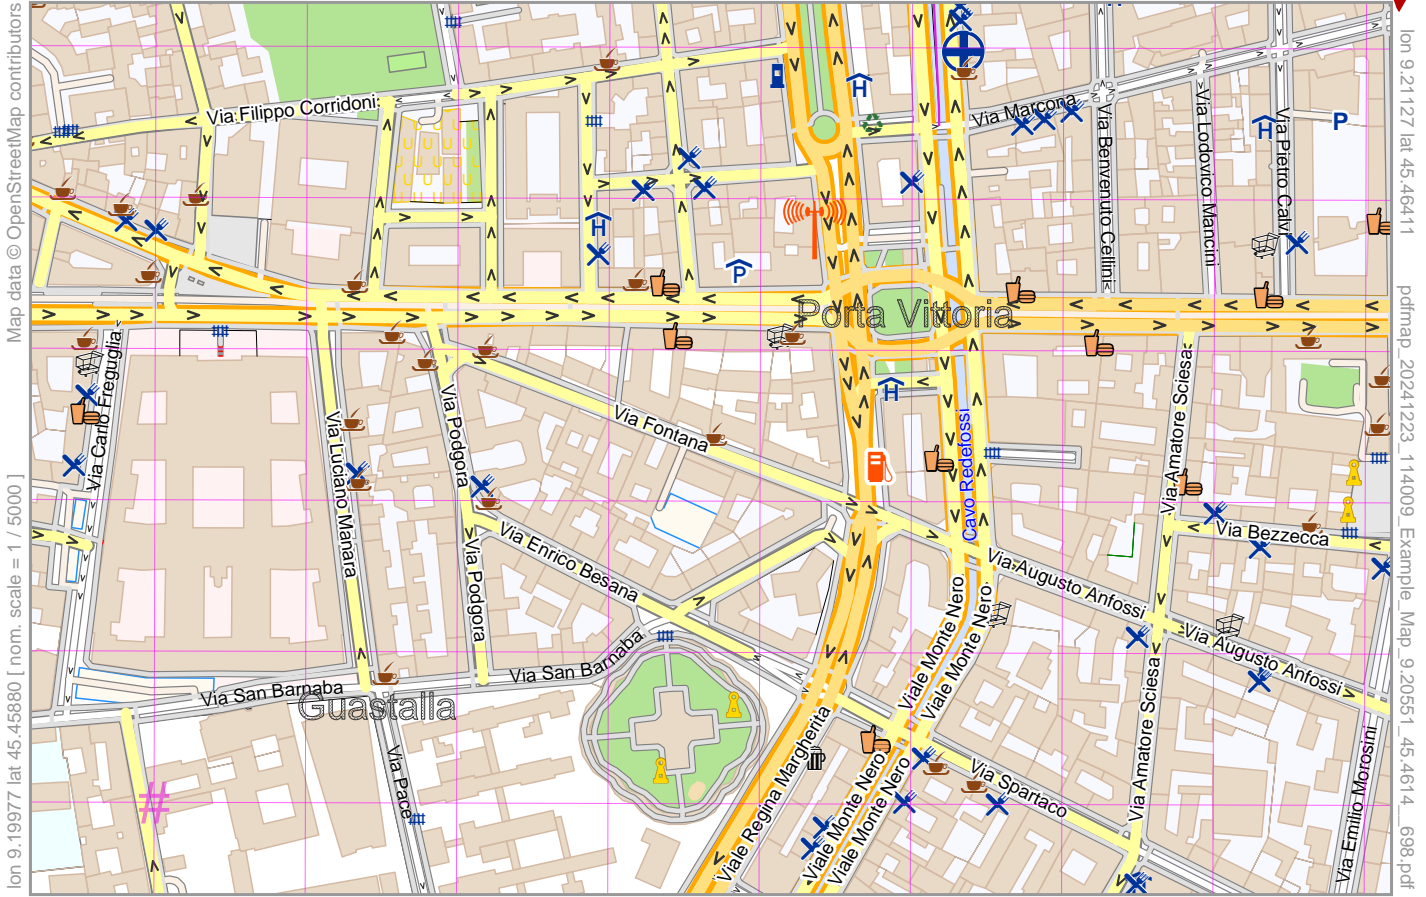 Map data © OpenStreetMap contributors
lon 9.19977 lat 45.45880 [ nom. scale = 1 / 5000 ]
lon 9.21127 lat 45.46411
pdfmap_20241223_114009_Example_Map_9.20551_45.4614__698.pdf
Via Filippo Corridoni
Via Marcona
Via Benvenuto Cellini
Via Lodovico Mancini
Via Pietro Calvi
H
H
P
H
P
Porta Vittoria
H
Via Carlo Freguglia
Via Luciano Manara
Via Podgora
Via Fontana
Cavo Redefossi
Via Amatore Sciesa
Via Bezzecca
Via Enrico Besana
Via Podgora
Via Augusto Anfossi
Via Augusto Anfossi
Viale Monte Nero
Viale Monte Nero
Via San Barnaba
Via San Barnaba
Guastalla
Via Pace
#
Viale Regina Margherita
Viale Monte Nero
Viale Monte Nero
Via Spartaco
Via Amatore Sciesa
Via Emilio Morosini